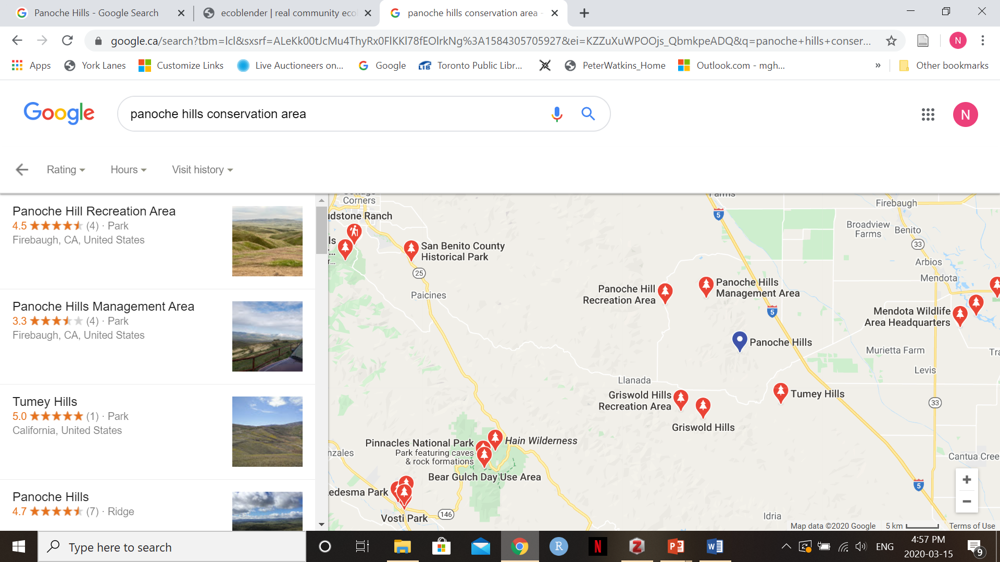 Panoche Hills - Google Search
ecoblender | real community eco
panoche hills conservation area -
google.ca/search?tbm=lcl&sxsrf=ALeKk00tJcMu4ThyRx0FlKKl78fEOlrkNg%3A1584305705927&ei=KZZuXuWPOOjs_QbmkpeADQ&q=panoche+hills+conser...
N
Apps
York Lanes
Customize Links
Live Auctioneers on...
Google
LIB
Toronto Public Libr...
PeterWatkins_Home
Outlook.com - mgh...
»
Other bookmarks
Google
panoche hills conservation area
N
Rating
Hours
Visit history
Panoche Hill Recreation Area
4.5 (4) · Park
Firebaugh, CA, United States
Panoche Hills Management Area
3.3 (4) · Park
Firebaugh, CA, United States
Tumey Hills
5.0 (1) · Park
California, United States
Panoche Hills
4.7 (7) · Ridge
Corners
udstone Ranch
ls
...
r...
San Benito County
Historical Park
25
Paicines
Farms
5
Firebaugh
Broadview
Farms
Benito
33
Arbios
Mendota
Panoche Hill
Recreation Area
Panoche Hills
Management Area
5
Mendota Wildlife
Area Headquarters
Panoche Hills
Murietta Farm
Tra
Levis
Llanada
Griswold Hills
Recreation Area
Tumey Hills
33
Griswold Hills
Pinnacles National Park
Park featuring caves
& rock formations
Hain Wilderness
nzales
Cantua Cree
Bear Gulch Day Use Area
edesma Park
5
Vosti Park
146
Idria
+
−
Map data ©2020 Google
5 km
Terms of Use
Type here to search
R
N
Z
P
W
ENG
4:57 PM
2020-03-15
9